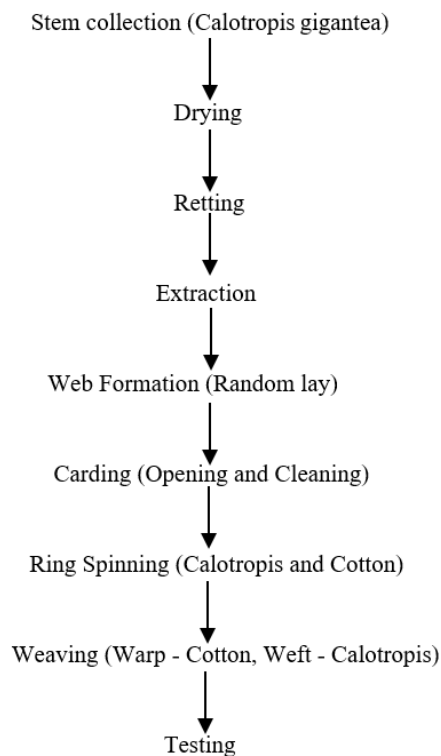 Stem collection (Calotropis gigantea)
Drying
Retting
Extraction
Web Formation (Random lay)
Carding (Opening and Cleaning)
Ring Spinning (Calotropis and Cotton)
Weaving (Warp - Cotton, Weft - Calotropis)
Testing